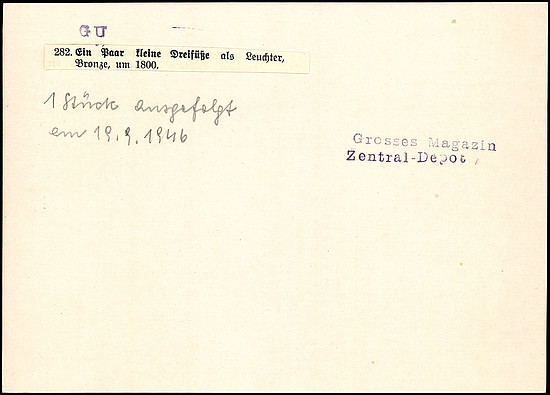 GU
282. Ein Paar kleine Dreifüße als Leuchter,
Bronze, um 1800.
1 Stück ausgefolgt
am 19.9.1946
Grosses Magazin
Zentral-Depot